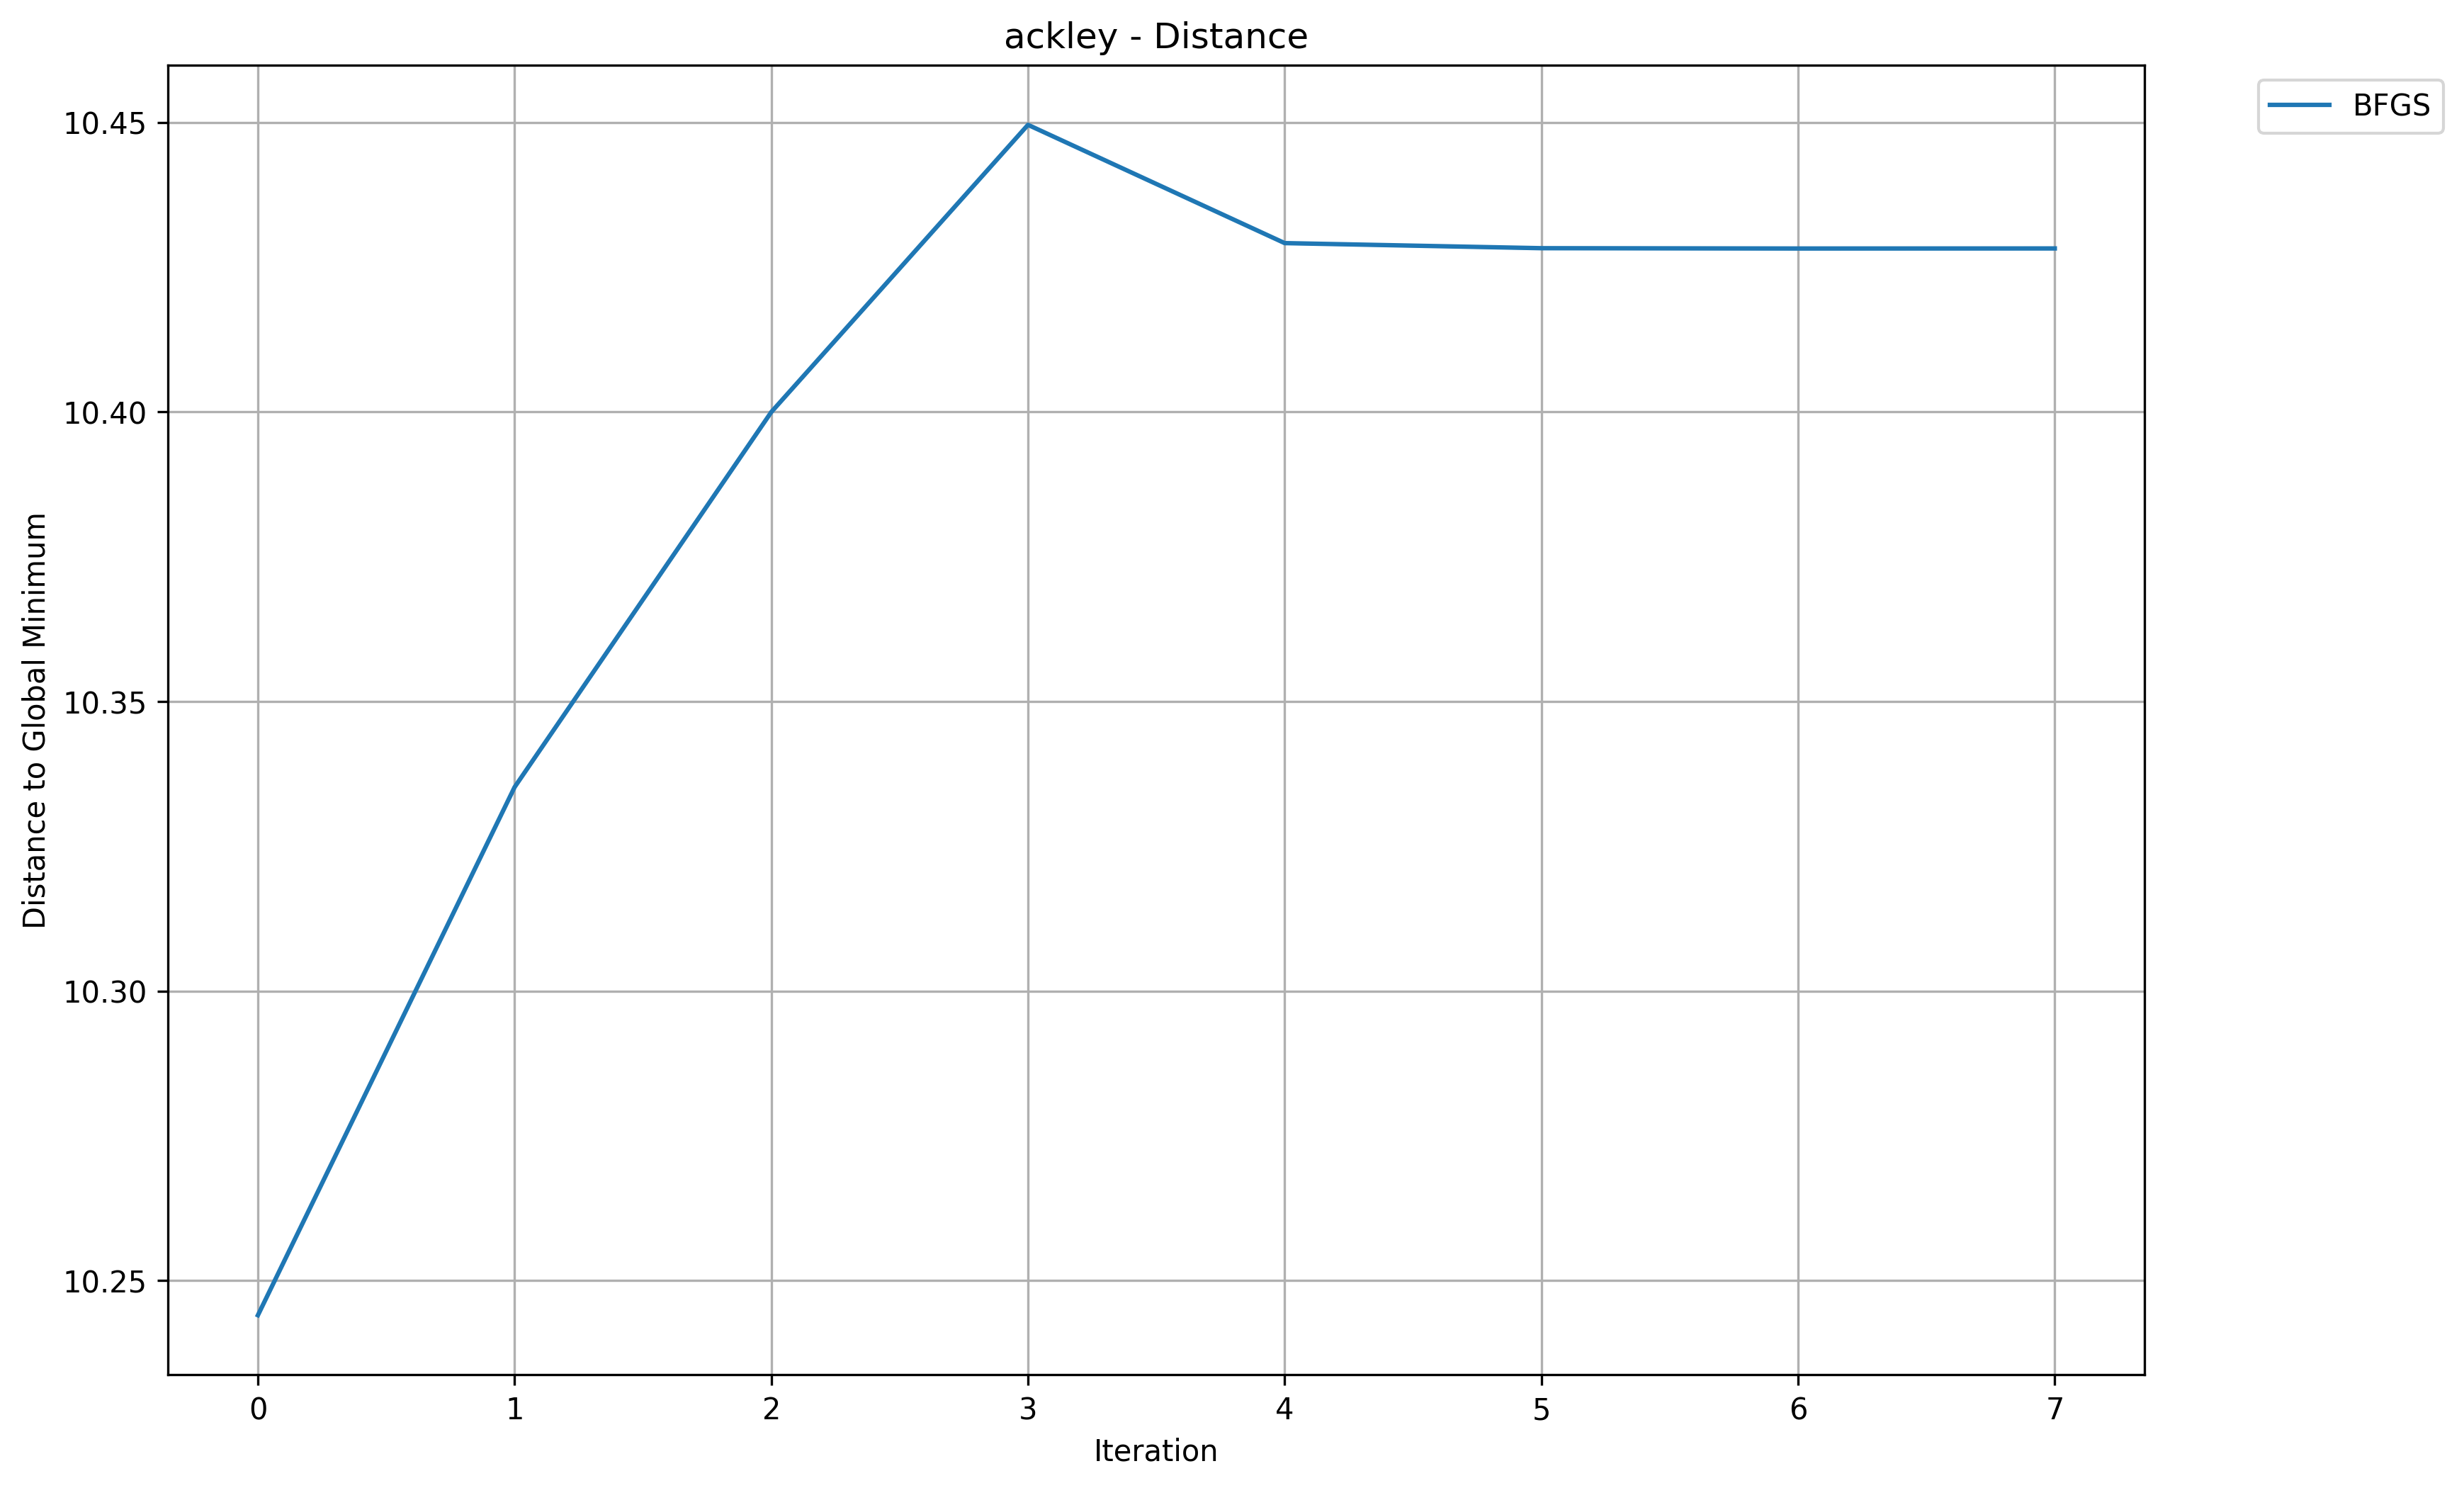 ackley - Distance
BFGS
Distance to Global Minimum
10.45
10.40
10.35
10.30
10.25
0 1 2 3 4 5 6 7
Iteration